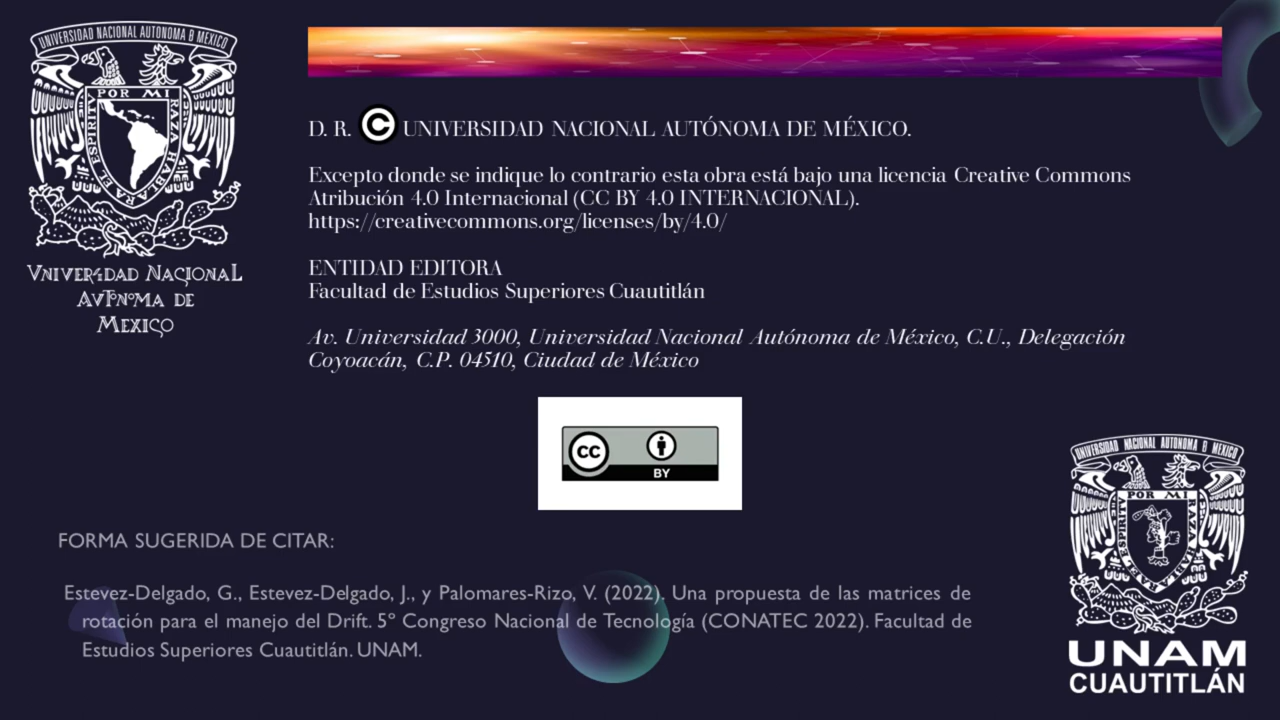 UNIVERSIDAD NACIONAL AUTONOMA D MEXICO
POR MI
RAZA HABLARA
EL ESPIRITU
VNIVERSIDAD NACIONAL
AVTNOMA DE
MEXICO
D. R. © UNIVERSIDAD NACIONAL AUTÓNOMA DE MÉXICO.
Excepto donde se indique lo contrario esta obra está bajo una licencia Creative Commons
Atribución 4.0 Internacional (CC BY 4.0 INTERNACIONAL).
https://creativecommons.org/licenses/by/4.0/
ENTIDAD EDITORA
Facultad de Estudios Superiores Cuautitlán
Av. Universidad 3000, Universidad Nacional Autónoma de México, C.U., Delegación
Coyoacán, C.P. 04510, Ciudad de México
CC
BY
FORMA SUGERIDA DE CITAR:
Estevez-Delgado, G., Estevez-Delgado, J., y Palomares-Rizo, V. (2022). Una propuesta de las matrices de
rotación para el manejo del Drift. 5º Congreso Nacional de Tecnología (CONATEC 2022). Facultad de
Estudios Superiores Cuautitlán. UNAM.
UNIVERSIDAD NACIONAL AUTONOMA D MEXICO
POR MI
RAZA
ESPIRITU
UNAM
CUAUTITLÁN